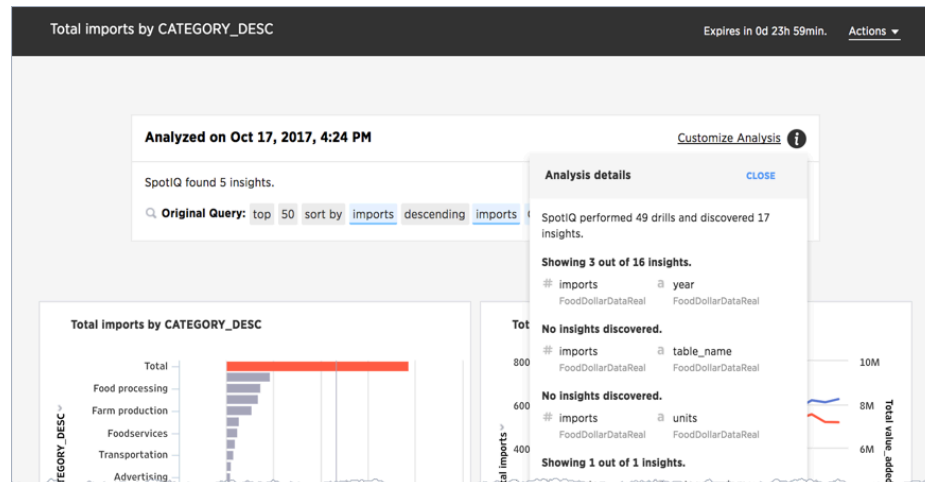 Total imports by CATEGORY_DESC
Expires in 0d 23h 59min.
Actions
Analyzed on Oct 17, 2017, 4:24 PM
Customize Analysis
i
SpotIQ found 5 insights.
Original Query: top 50 sort by imports descending imports
Analysis details
CLOSE
SpotIQ performed 49 drills and discovered 17
insights.
Showing 3 out of 16 insights.
# imports a year
FoodDollarDataReal FoodDollarDataReal
No insights discovered.
# imports a table_name
FoodDollarDataReal FoodDollarDataReal
No insights discovered.
# imports a units
FoodDollarDataReal FoodDollarDataReal
Showing 1 out of 1 insights.
Total imports by CATEGORY_DESC
Total
Food processing
Farm production
Foodservices
Transportation
Advertising
EGORY_DESC
Tot
800
600
400
al imports
10M
8M
6M
Total value_added